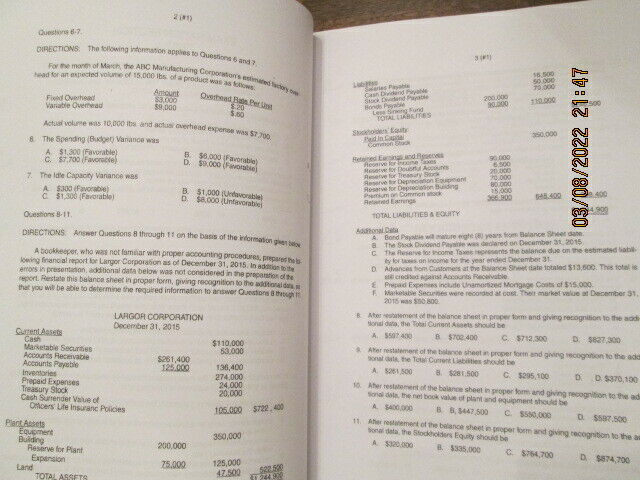 2 (#1)
Questions 6-7.
DIRECTIONS: The following information applies to Questions 6 and 7.
For the month of March, the ABC Manufacturing Corporation's estimated factory over
head for an expected volume of 15,000 lbs. of a product was as follows:
Amount Overhead Rate Per Unit
Fixed Overhead $3,000 $.20
Variable Overhead $9,000 $.60
Actual volume was 10,000 lbs. and actual overhead expense was $7,700.
6. The Spending (Budget) Variance was
A. $1,300 (Favorable) B. $6,000 (Favorable)
C. $7,700 (Favorable) D. $9,000 (Favorable)
7. The Idle Capacity Variance was
A. $300 (Favorable) B. $1,000 (Unfavorable)
C. $1,300 (Favorable) D. $8,000 (Unfavorable)
Questions 8-11.
DIRECTIONS: Answer Questions 8 through 11 on the basis of the information given below
A bookkeeper, who was not familiar with proper accounting procedures, prepared the fol
lowing financial report for Largor Corporation as of December 31, 2015. In addition to the
errors in presentation, additional data below was not considered in the preparation of the
report. Restate this balance sheet in proper form, giving recognition to the additional data, so
that you will be able to determine the required information to answer Questions 8 through 11
LARGOR CORPORATION
December 31, 2015
Current Assets
Cash $110,000
Marketable Securities 53,000
Accounts Receivable $261,400
Accounts Payable 125,000 136,400
Inventories 274,000
Prepaid Expenses 24,000
Treasury Stock 20,000
Cash Surrender Value of
Officers' Life Insuranc Policies 105,000 $722,400
Plant Assets
Equipment 350,000
Building 200,000
Reserve for Plant
Expansion 75,000 125,000
Land 47,500 522,500
TOTAL ASSETS $1,244,900
3 (#1)
Liabilities
Salaries Payable 16,500
Cash Dividend Payable 50,000
Stock Dividend Payable 70,000
Bonds Payable 200,000
Less Sinking Fund 90,000 110,000
TOTAL LIABILITIES 500
Stockholders' Equity:
Paid In Capital
Common Stock 350,000
Retained Earnings and Reserves
Reserve for Income Taxes 90,000
Reserve for Doubtful Accounts 6,500
Reserve for Treasury Stock 20,000
Reserve for Depreciation Equipment 70,000
Reserve for Depreciation Building 80,000
Premium on Common stock 15,000
Retained Earnings 366,900 648,400 8,400
TOTAL LIABILITIES & EQUITY 4,900
Additional Data
A. Bond Payable will mature eight (8) years from Balance Sheet date.
B. The Stock Dividend Payable was declared on December 31, 2015.
C. The Reserve for Income Taxes represents the balance due on the estimated liabil-
ity for taxes on income for the year ended December 31.
D. Advances from Customers at the Balance Sheet date totaled $13,600. This total is
still credited against Accounts Receivable.
E. Prepaid Expenses include Unamortized Mortgage Costs of $15,000.
F. Marketable Securities were recorded at cost. Their market value at December 31,
2015 was $50,800.
8. After restatement of the balance sheet in proper form and giving recognition to the addi
tional data, the Total Current Assets should be
A. $597,400 B. $702,400 C. $712,300 D. $827,300
9. After restatement of the balance sheet in proper form and giving recognition to the add
tional data, the Total Current Liabilities should be
A. $261,500 B. $281,500 C. $295,100 D. D. $370,100
10. After restatement of the balance sheet in proper form and giving recognition to the ad
tional data, the net book value of plant and equipment should be
A. $400,000 B. B. $447,500 C. $550,000 D. $597,500
11. After restatement of the balance sheet in proper form and giving recognition to the a
tional data, the Stockholders Equity should be
A. $320,000 B. $335,000 C. $764,700 D. $874,700
03/08/2022 21:47